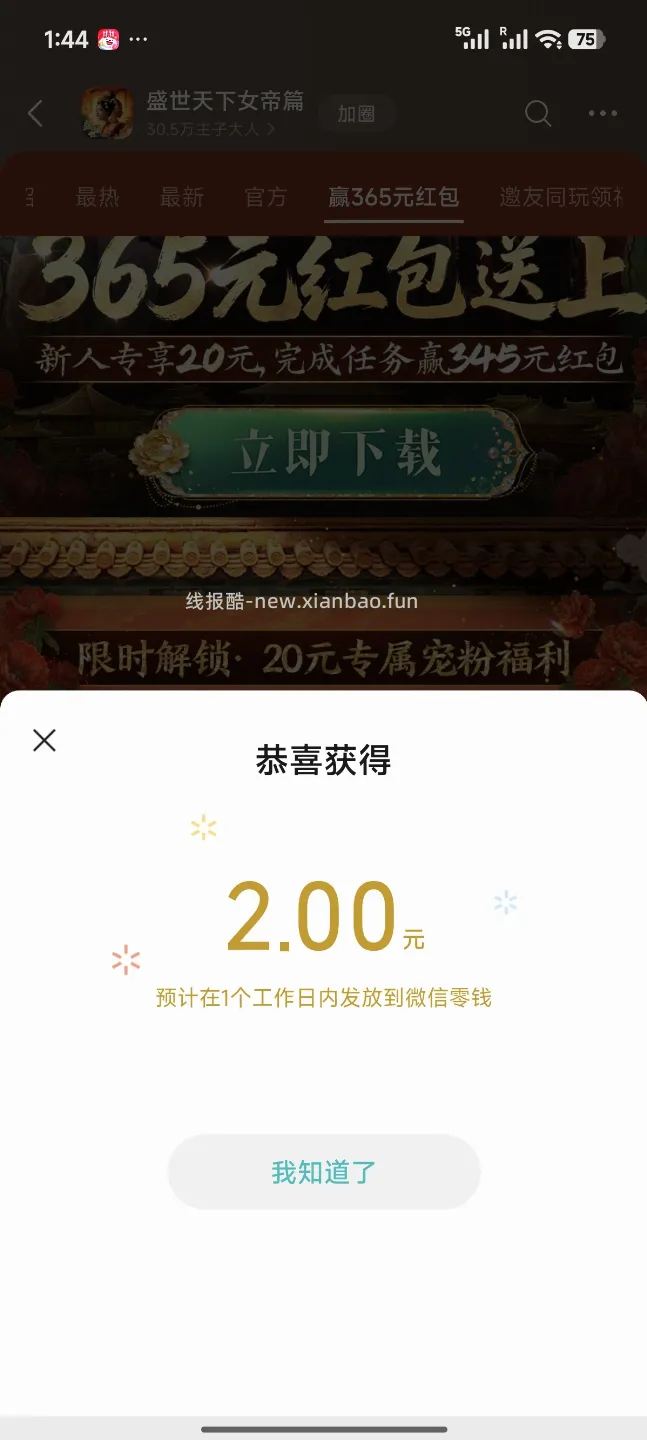 1:44
5G
R
75
盛世天下女帝篇
加圈
30.5万主子大人
最热
最新
官方
赢365元红包
邀友同玩领
365元红包送上
新人专享20元,完成任务赢345元红包
立即下载
线报酷-new.xianbao.fun
限时解锁· 20元专属宠粉福利
恭喜获得
2.00元
预计在1个工作日内发放到微信零钱
我知道了